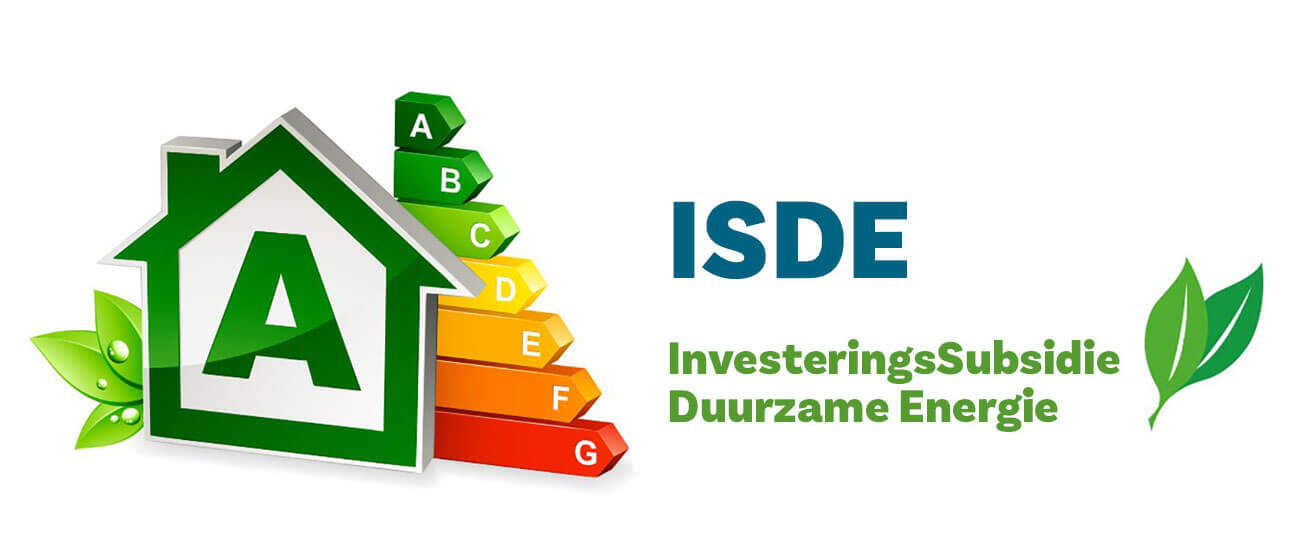 A
A
B
C
D
E
F
G
ISDE
InvesteringsSubsidie
Duurzame Energie